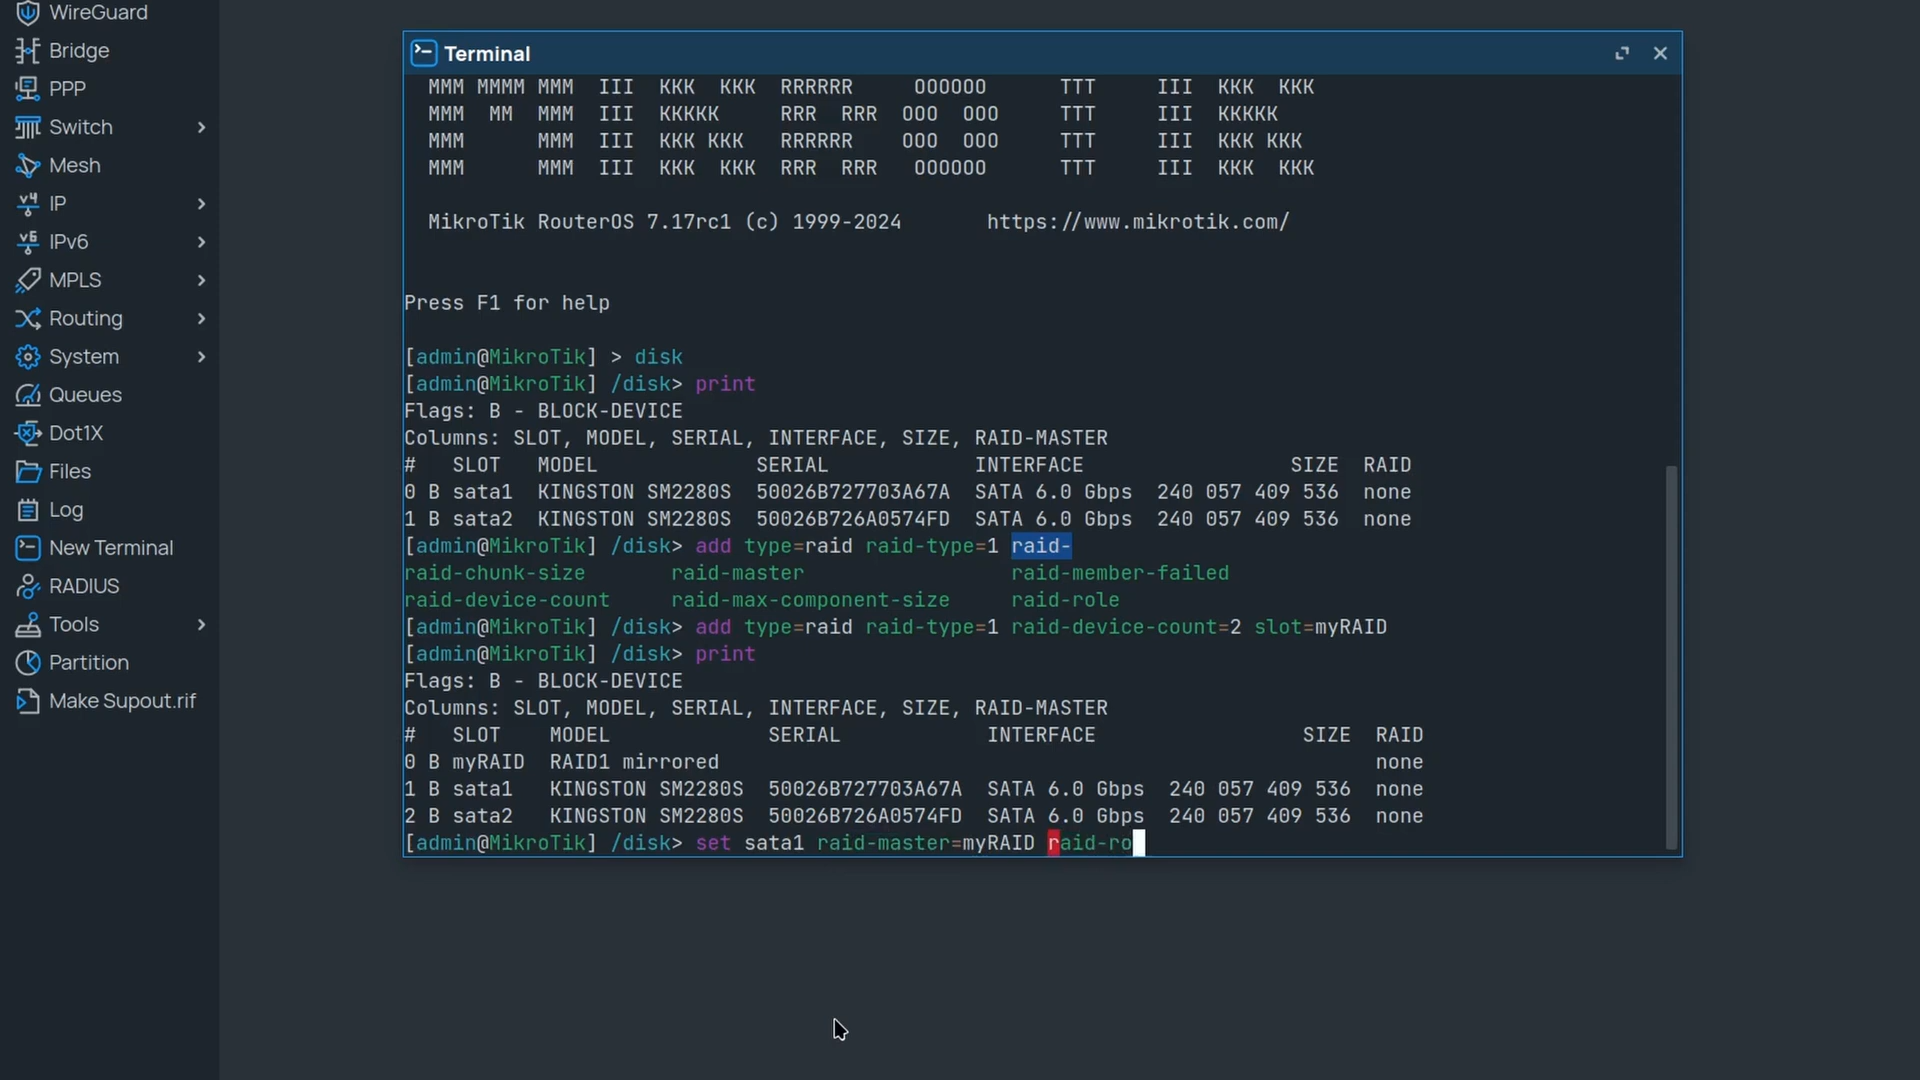 WireGuard
Bridge
PPP
Switch
Mesh
IP
IPv6
MPLS
Routing
System
Queues
Dot1X
Files
Log
New Terminal
RADIUS
Tools
Partition
Make Supout.rif
Terminal
MMM MMMM MMM  III  KKK  KKK  RRRRRR     OOOOOO      TTT     III  KKK  KKK
MMM  MM  MMM  III  KKKKK     RRR  RRR  OOO  OOO     TTT     III  KKKKK
MMM      MMM  III  KKK KKK   RRRRRR    OOO  OOO     TTT     III  KKK KKK
MMM      MMM  III  KKK  KKK  RRR  RRR   OOOOOO      TTT     III  KKK  KKK
MikroTik RouterOS 7.17rc1 (c) 1999-2024       https://www.mikrotik.com/
Press F1 for help
[admin@MikroTik] > disk
[admin@MikroTik] /disk> print
Flags: B - BLOCK-DEVICE
Columns: SLOT, MODEL, SERIAL, INTERFACE, SIZE, RAID-MASTER
#   SLOT   MODEL             SERIAL            INTERFACE                 SIZE  RAID
0 B sata1  KINGSTON SM2280S  50026B727703A67A  SATA 6.0 Gbps  240 057 409 536  none
1 B sata2  KINGSTON SM2280S  50026B726A0574FD  SATA 6.0 Gbps  240 057 409 536  none
[admin@MikroTik] /disk> add type=raid raid-type=1 raid-
raid-chunk-size       raid-master                 raid-member-failed
raid-device-count     raid-max-component-size     raid-role
[admin@MikroTik] /disk> add type=raid raid-type=1 raid-device-count=2 slot=myRAID
[admin@MikroTik] /disk> print
Flags: B - BLOCK-DEVICE
Columns: SLOT, MODEL, SERIAL, INTERFACE, SIZE, RAID-MASTER
#   SLOT    MODEL             SERIAL            INTERFACE                 SIZE  RAID
0 B myRAID  RAID1 mirrored                                                      none
1 B sata1   KINGSTON SM2280S  50026B727703A67A  SATA 6.0 Gbps  240 057 409 536  none
2 B sata2   KINGSTON SM2280S  50026B726A0574FD  SATA 6.0 Gbps  240 057 409 536  none
[admin@MikroTik] /disk> set sata1 raid-master=myRAID raid-ro